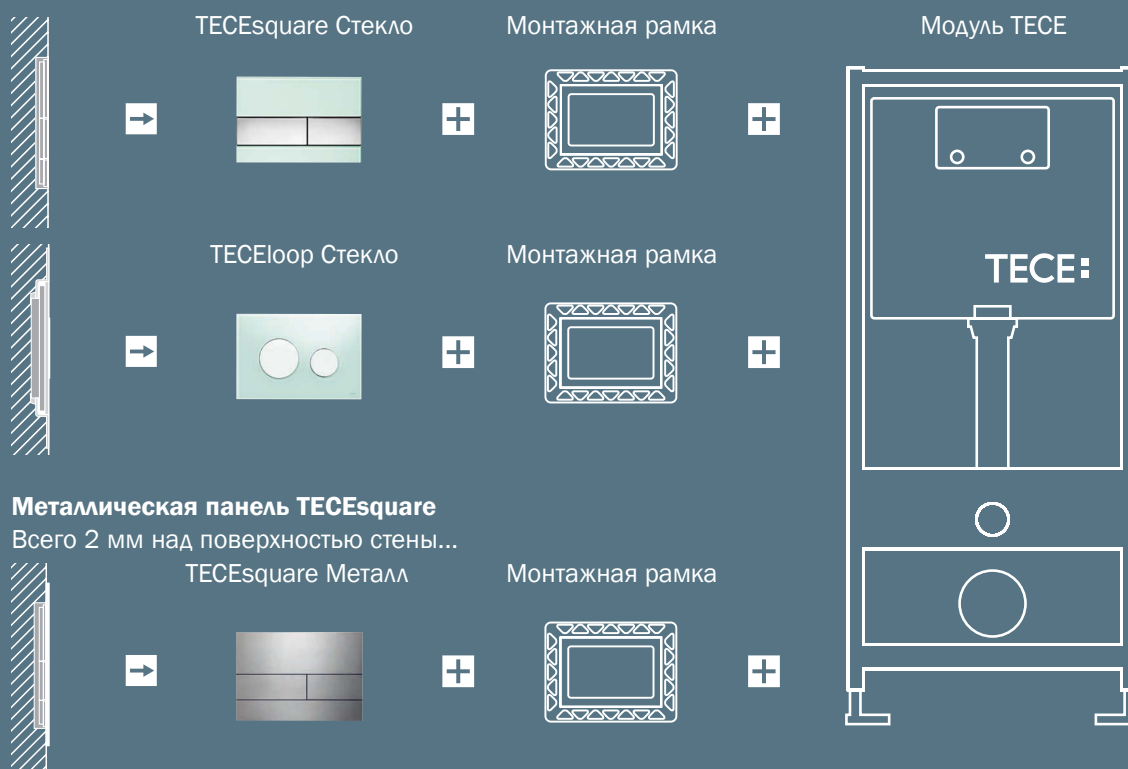 TECEsquare Стекло
Монтажная рамка
Модуль TECE
TECEloop Стекло
Монтажная рамка
TECE:
Металлическая панель TECEsquare
Всего 2 мм над поверхностью стены...
TECEsquare Металл
Монтажная рамка